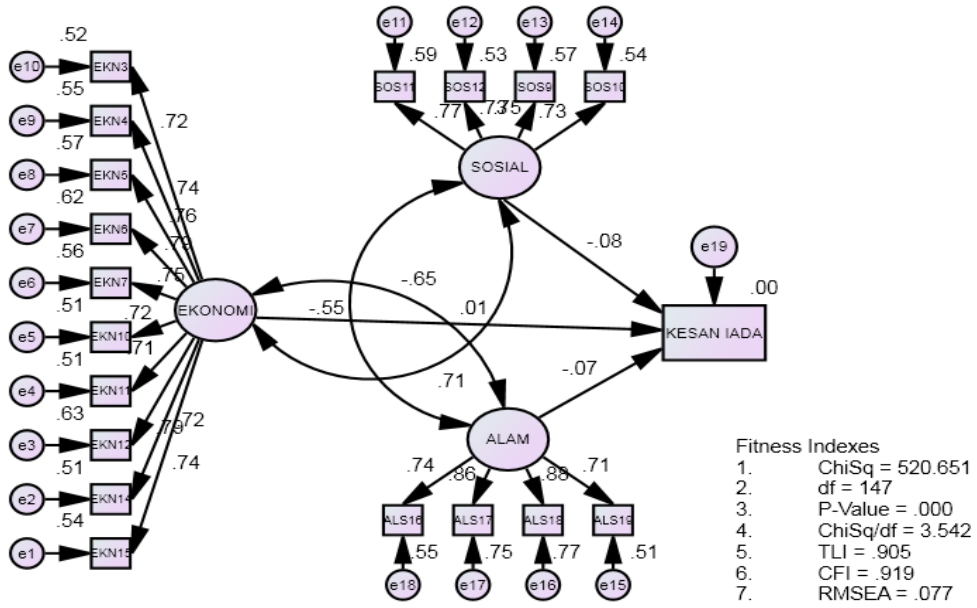 e11 e12 e13 e14
.59 .53 .57 .54
SOS11 SOS12 SOS9 SOS10
.77 .73 .75 .73
SOSIAL
.52
e10 EKN3
.55
e9 EKN4 .72
.57
e8 EKN5 .74
.62 .76
e7 EKN6
.56 .75
e6 EKN7
.51 .72
e5 EKN10
.51 .71
e4 EKN11
.63
e3 EKN12 .79 .72
.51 .74
e2 EKN14
.54
e1 EKN15
EKONOMI
-.08
e19
.00
KESAN IADA
-.65
-.55 .01
-.07
.71
ALAM
.74 .86 .88 .71
ALS16 ALS17 ALS18 ALS19
.55 .75 .77 .51
e18 e17 e16 e15
Fitness Indexes
1. ChiSq = 520.651
2. df = 147
3. P-Value = .000
4. ChiSq/df = 3.542
5. TLI = .905
6. CFI = .919
7. RMSEA = .077